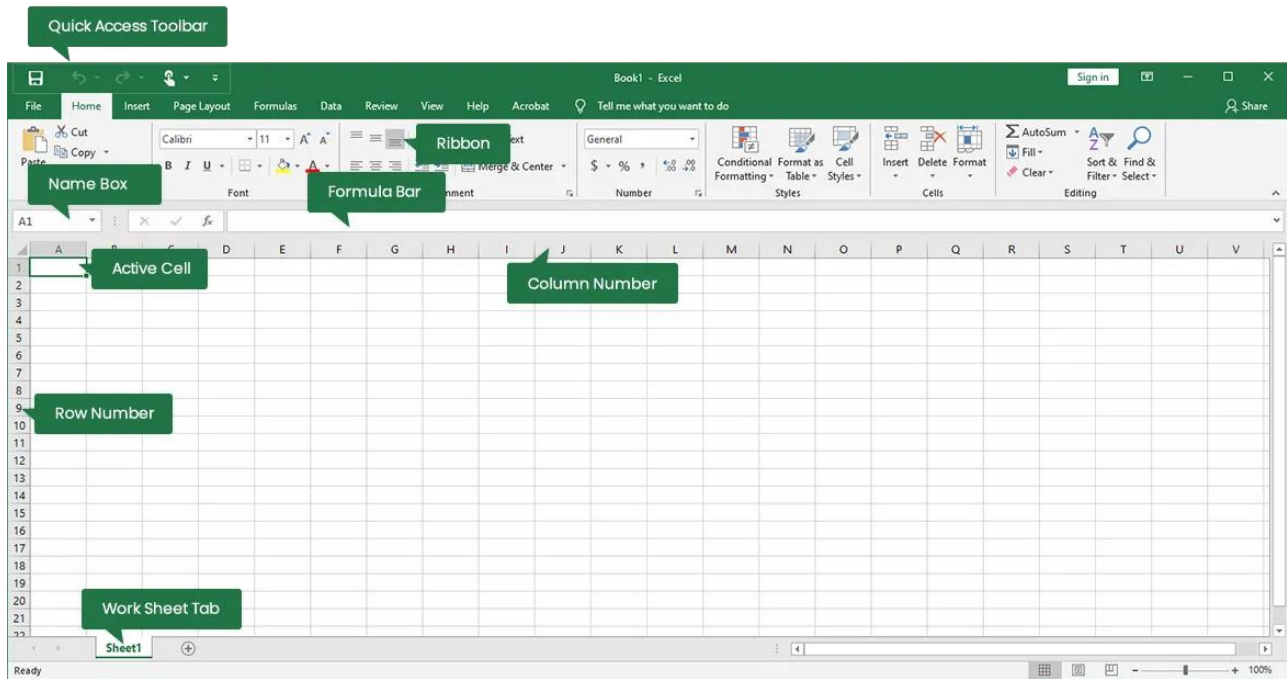 Quick Access Toolbar
Book1 - Excel Sign in
File Home Insert Page Layout Formulas Data Review View Help Acrobat Tell me what you want to do Share
Cut
Copy
Paste
Calibri 11 A A
B I U A
Font
Ribbon
Merge & Center
General
$ % , .00
Number
Conditional Formatting
Format as Table
Cell Styles
Styles
Insert Delete Format
Cells
AutoSum
Fill
Clear
Sort & Filter
Find & Select
Editing
Name Box
Formula Bar
A1 fx
A D E F G H I J K L M N O P Q R S T U V
Active Cell
Column Number
1
2
3
4
5
6
7
8
9
Row Number
10
11
12
13
14
15
16
17
18
19
20
21
22
Work Sheet Tab
Sheet1
Ready 100%